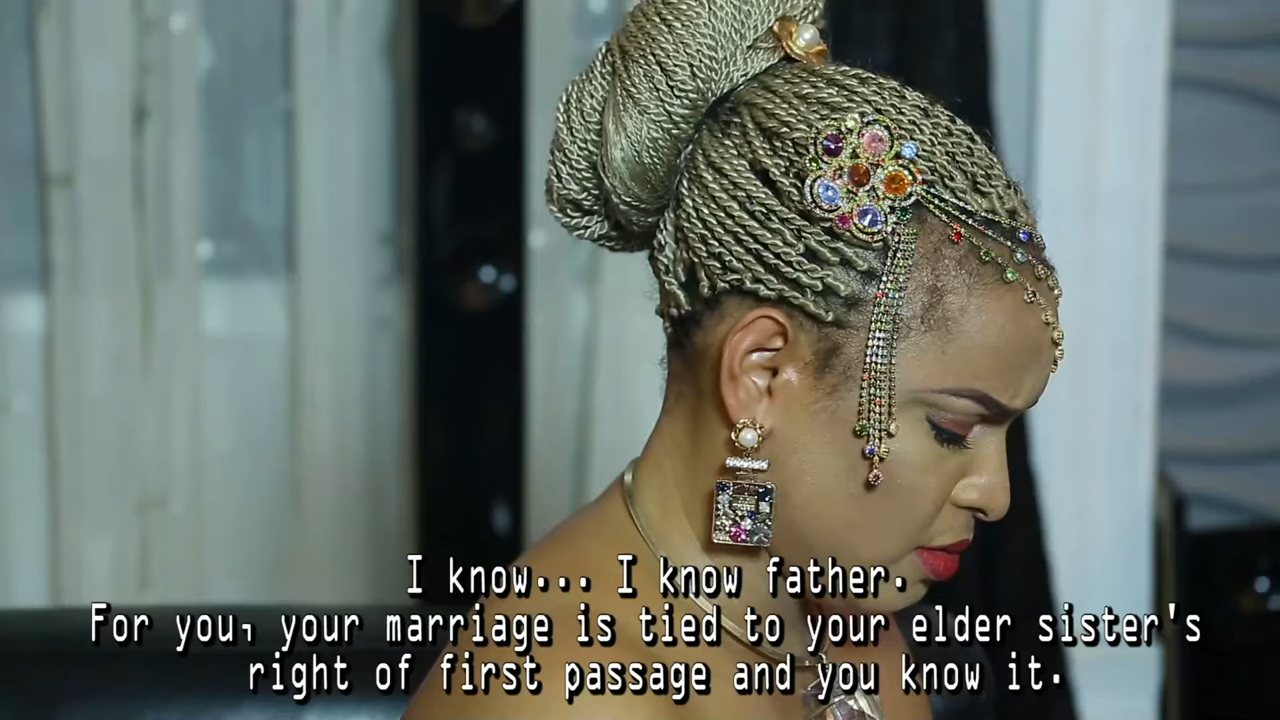 I know... I know father.
For you, your marriage is tied to your elder sister's
right of first passage and you know it.